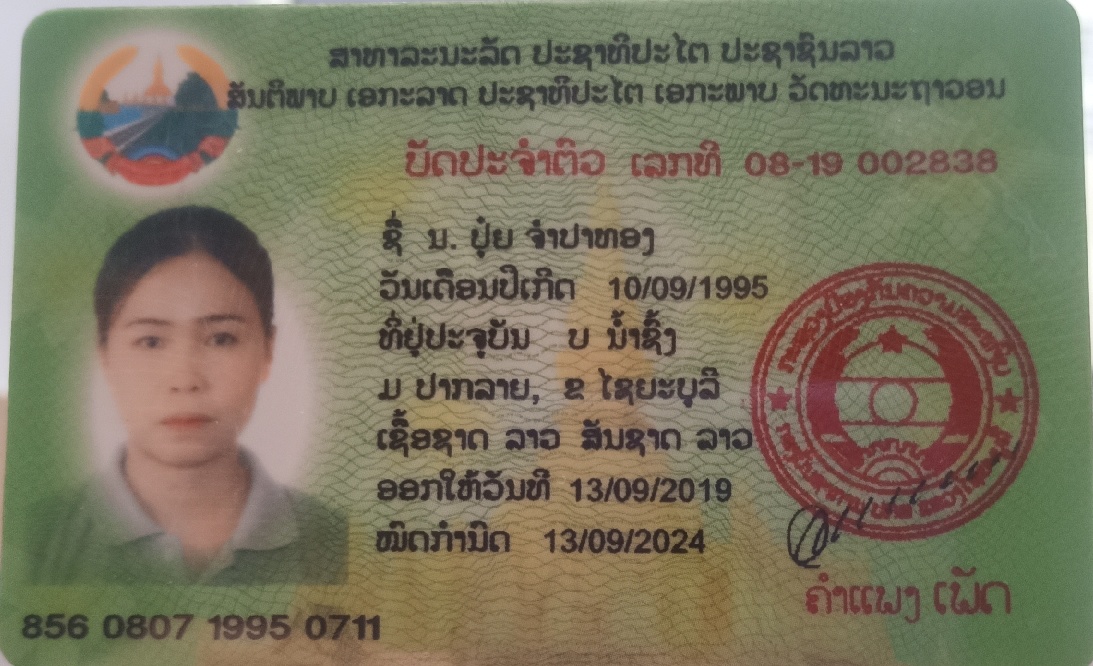 ສາທາລະນະລັດ ປະຊາທິປະໄຕ ປະຊາຊົນລາວ
ສັນຕິພາບ ເອກະລາດ ປະຊາທິປະໄຕ ເອກະພາບ ວັດທະນະຖາວອນ
ບັດປະຈຳຕົວ ເລກທີ 08-19 002838
ຊື່ ນ. ປຸ໋ຍ ຈຳປາທອງ
ວັນເດືອນປີເກີດ 10/09/1995
ທີ່ຢູ່ປະຈຸບັນ ບ ນ້ຳຊົ້ງ
ມ ປາກລາຍ, ຂ ໄຊຍະບູລີ
ເຊື້ອຊາດ ລາວ ສັນຊາດ ລາວ
ອອກໃຫ້ວັນທີ 13/09/2019
ໝົດກຳນົດ 13/09/2024
ຄຳແພງ ເພັດ
856 0807 1995 0711